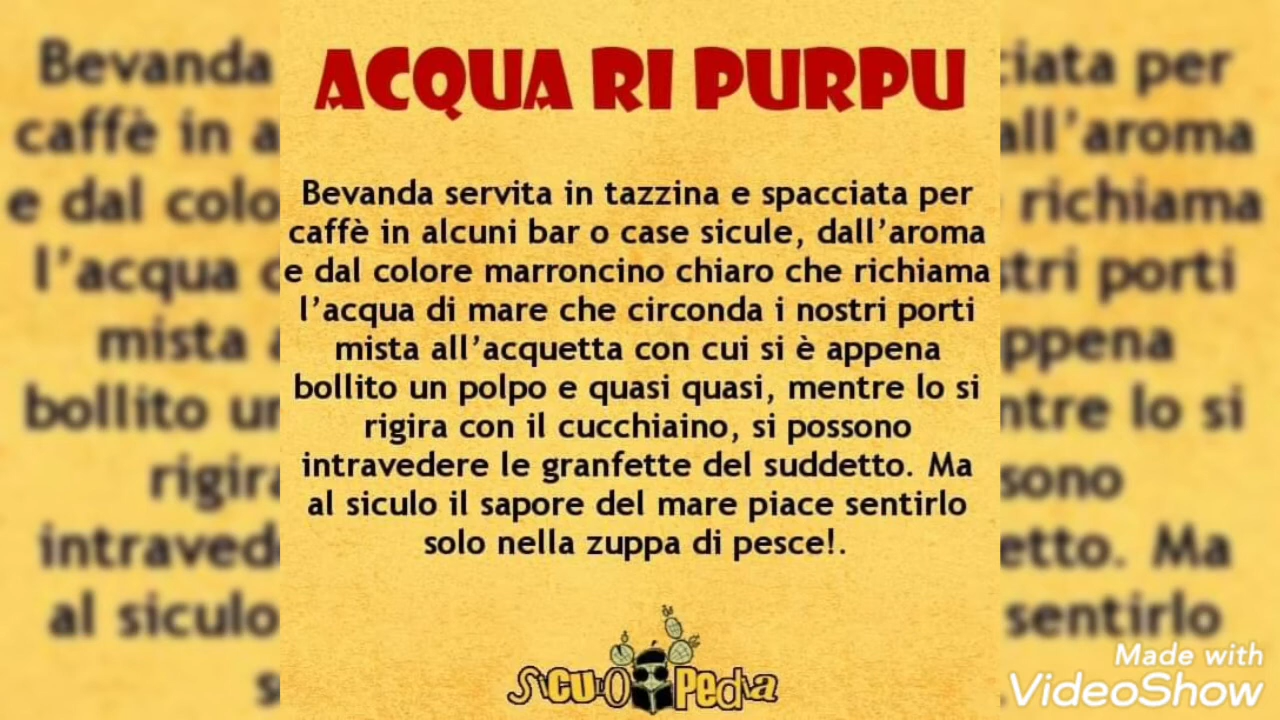 ACQUA RI PURPU
Bevanda servita in tazzina e spacciata per
caffè in alcuni bar o case sicule, dall'aroma
e dal colore marroncino chiaro che richiama
l'acqua di mare che circonda i nostri porti
mista all'acquetta con cui si è appena
bollito un polpo e quasi quasi, mentre lo si
rigira con il cucchiaino, si possono
intravedere le granfette del suddetto. Ma
al siculo il sapore del mare piace sentirlo
solo nella zuppa di pesce!.
SiCULOPedia
Made with
VideoShow